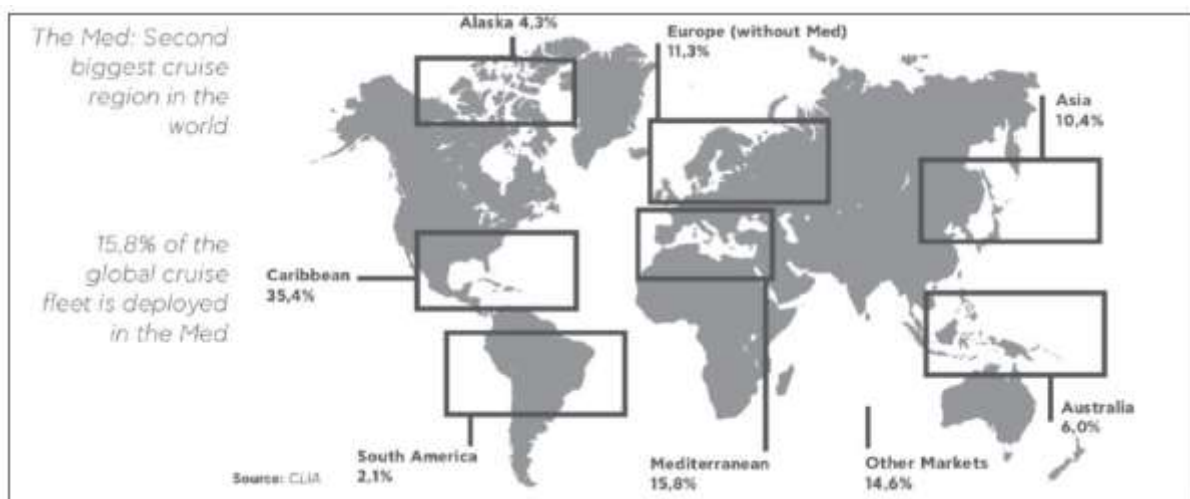 The Med: Second
biggest cruise
region in the
world
15,8% of the
global cruise
fleet is deployed
in the Med
Alaska 4,3%
Europe (without Med)
11,3%
Asia
10,4%
Caribbean
35,4%
South America
2,1%
Mediterranean
15,8%
Other Markets
14,6%
Australia
6,0%
Source: CLIA